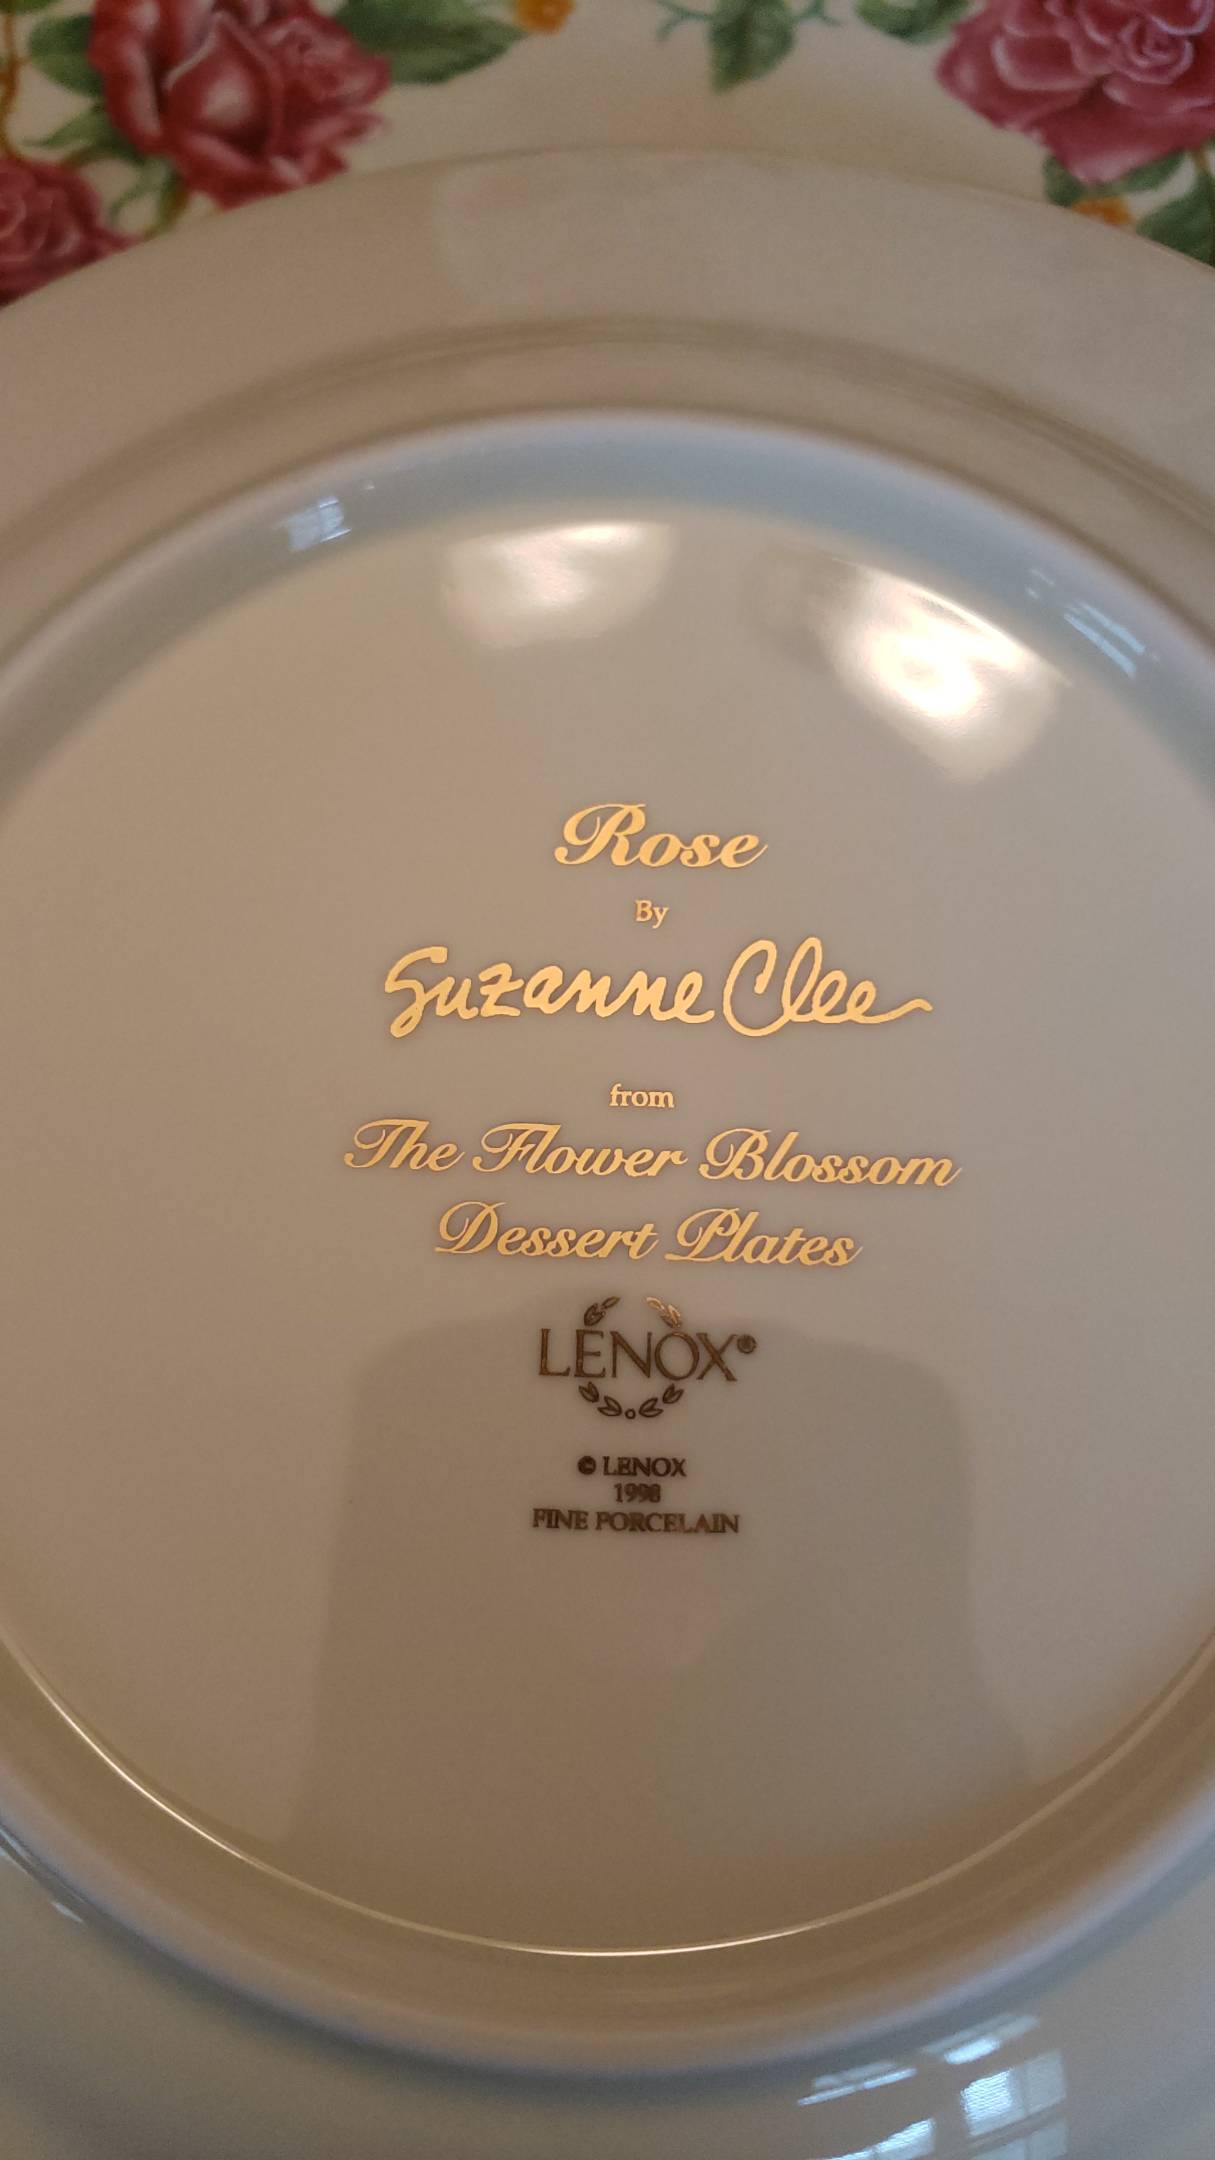 Rose
By
Suzanne Clee
from
The Flower Blossom
Dessert Plates
LENOX®
© LENOX
1998
FINE PORCELAIN